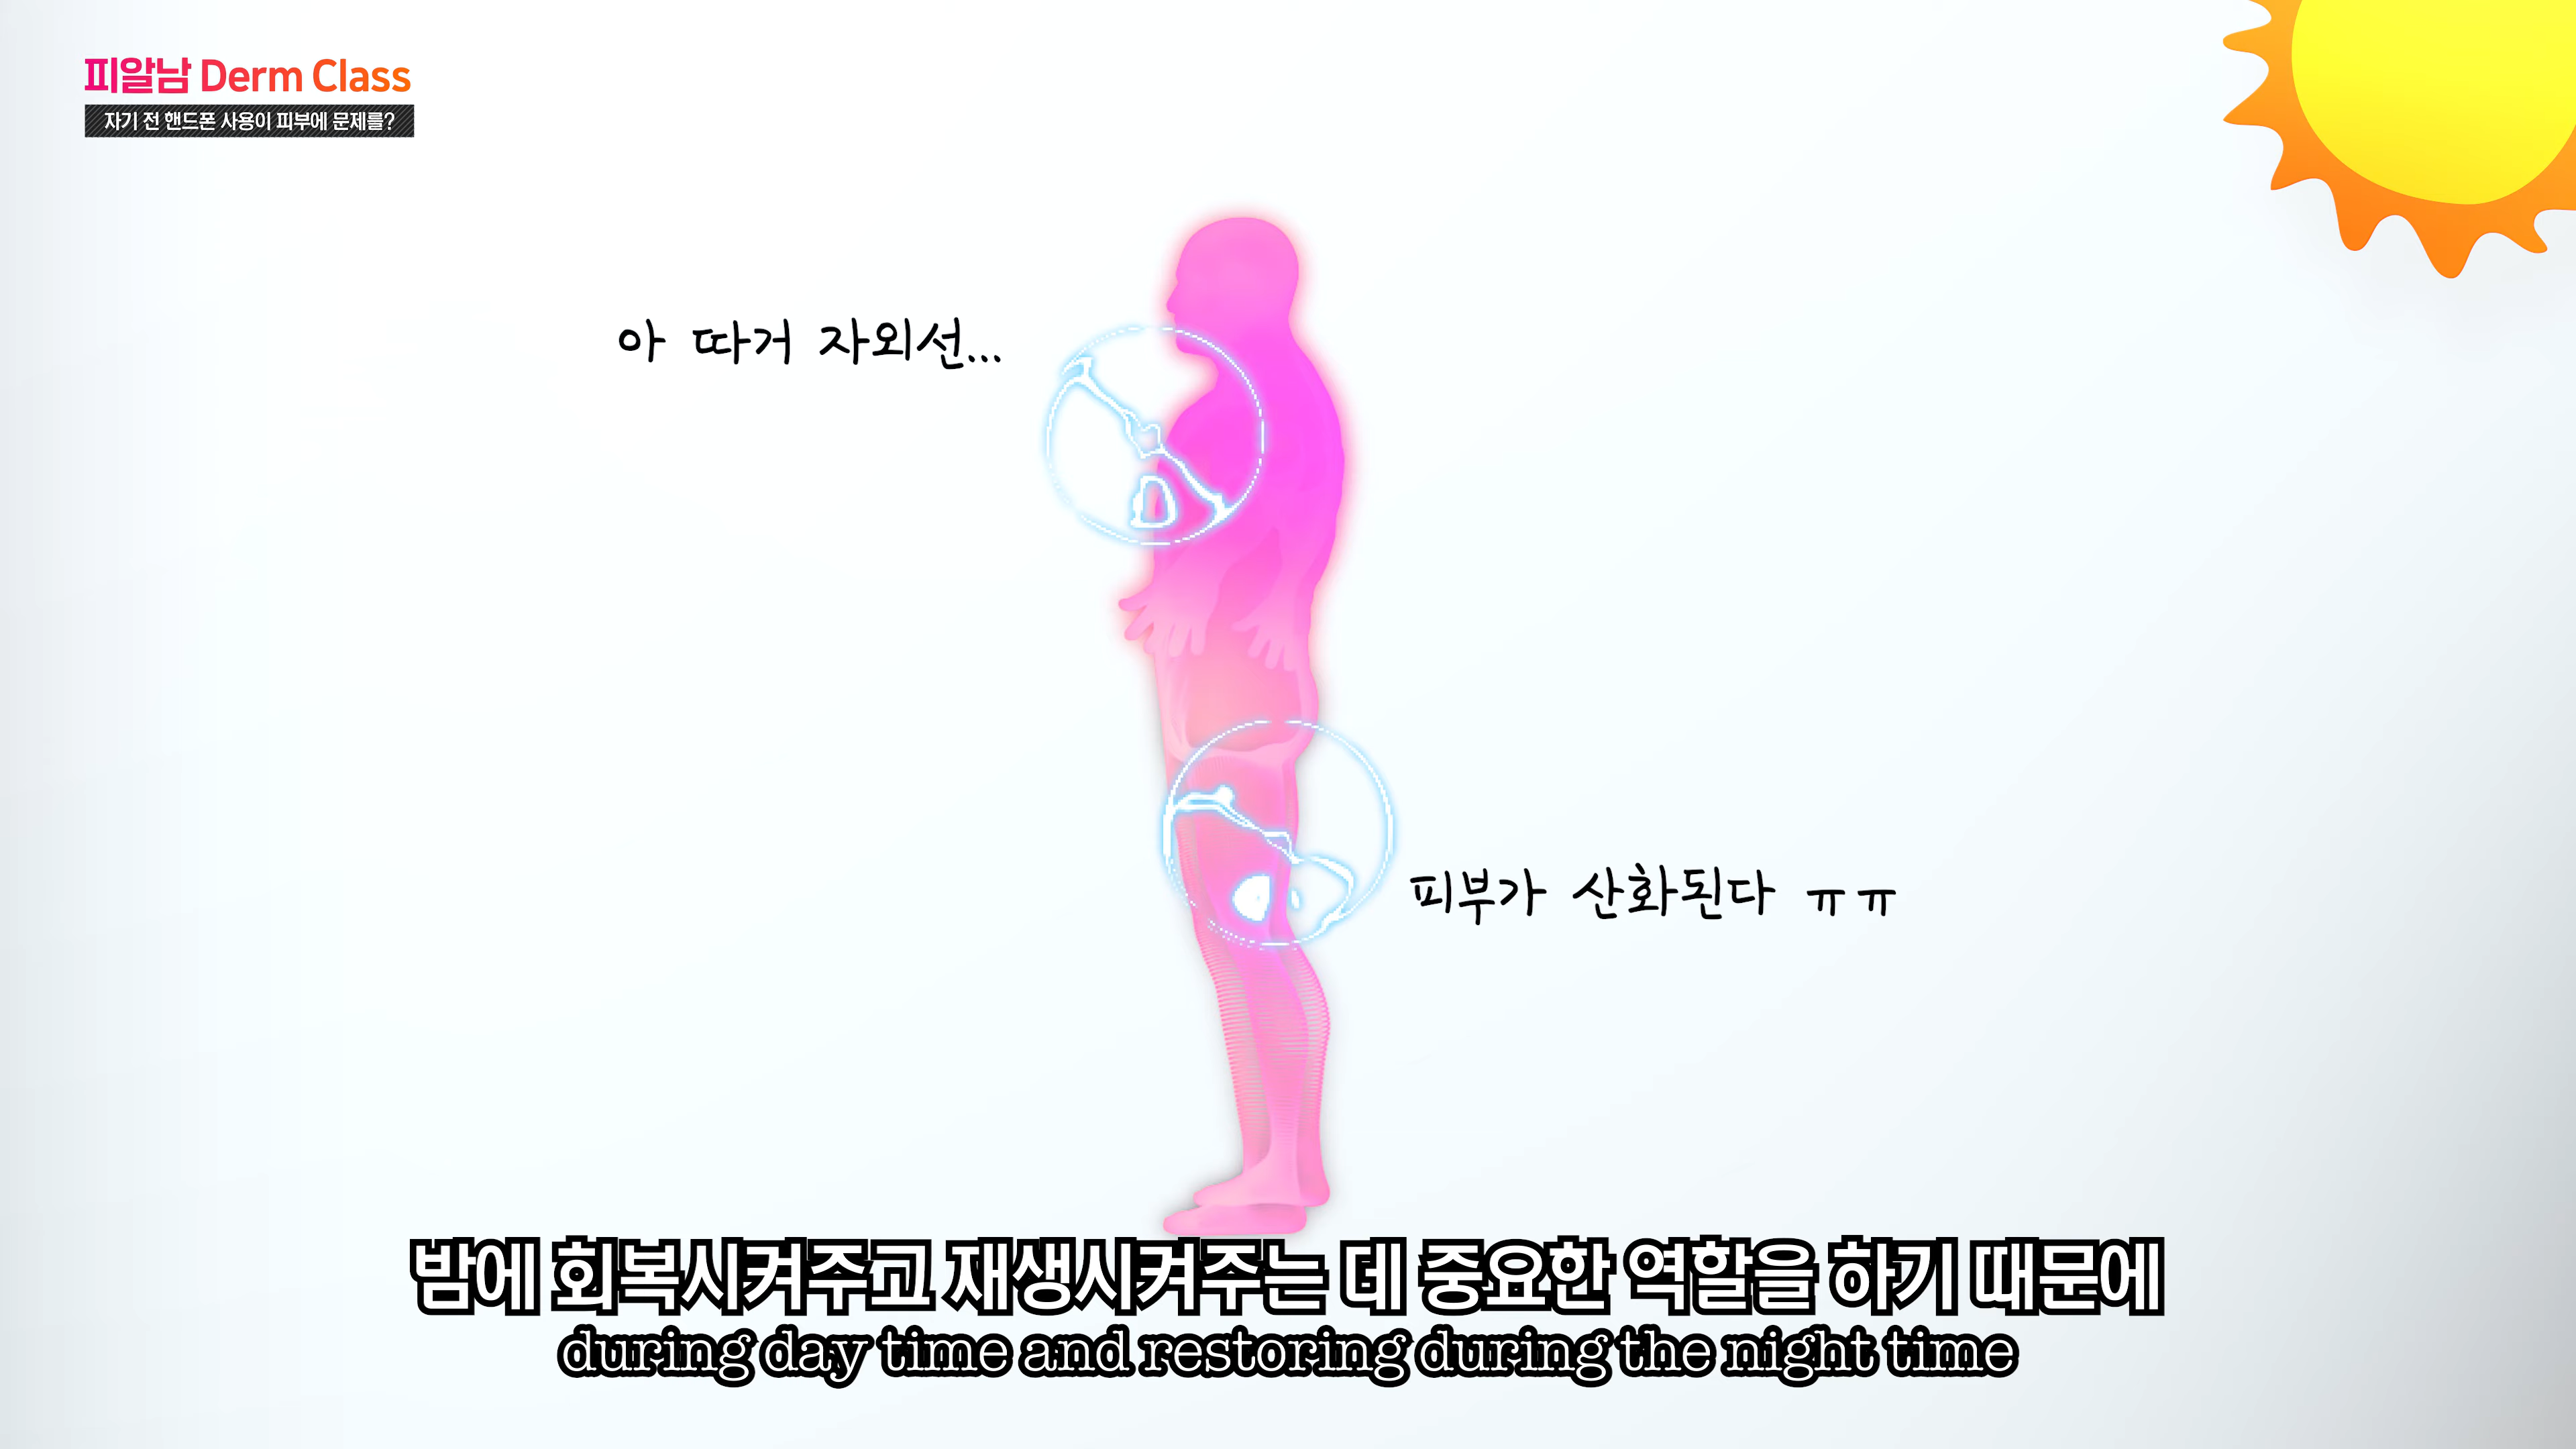 피알남 Derm Class
자기 전 핸드폰 사용이 피부에 문제를?
아 따거 자외선...
피부가 산화된다 ㅠㅠ
밤에 회복시켜주고 재생시켜주는 데 중요한 역할을 하기 때문에
during day time and restoring during the night time